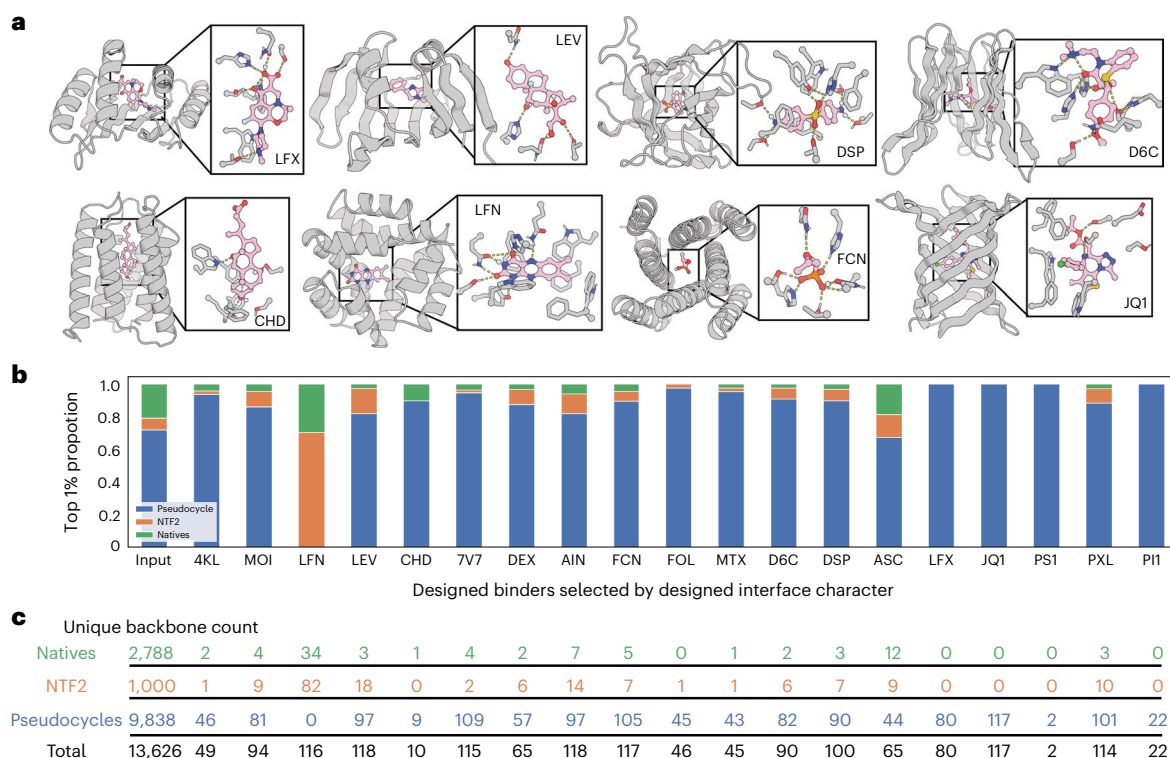 a
LFX
LEV
DSP
D6C
CHD
LFN
FCN
JQ1
b
Top 1% propotion
1.0
0.8
0.6
0.4
0.2
0
Pseudocycle
NTF2
Natives
Input 4KL MOI LFN LEV CHD 7V7 DEX AIN FCN FOL MTX D6C DSP ASC LFX JQ1 PS1 PXL PI1
Designed binders selected by designed interface character
c
Unique backbone count
Natives 2,788 2 4 34 3 1 4 2 7 5 0 1 2 3 12 0 0 0 3 0
NTF2 1,000 1 9 82 18 0 2 6 14 7 1 1 6 7 9 0 0 0 10 0
Pseudocycles 9,838 46 81 0 97 9 109 57 97 105 45 43 82 90 44 80 117 2 101 22
Total 13,626 49 94 116 118 10 115 65 118 117 46 45 90 100 65 80 117 2 114 22